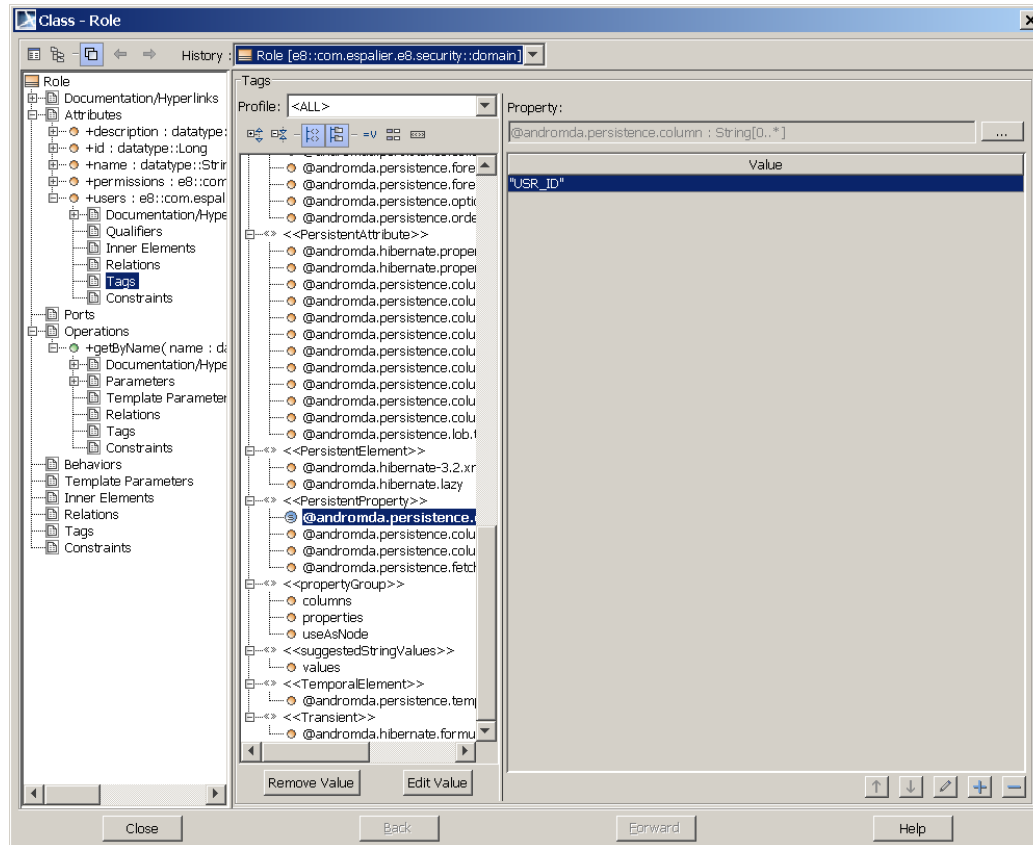 Class - Role
History : Role [e8::com.espalier.e8.security::domain]
Role
Documentation/Hyperlinks
Attributes
+description : datatype:
+id : datatype::Long
+name : datatype::Strin
+permissions : e8::com
+users : e8::com.espal
Documentation/Hype
Qualifiers
Inner Elements
Relations
Tags
Constraints
Ports
Operations
+getByName( name : da
Documentation/Hype
Parameters
Template Parameter
Relations
Tags
Constraints
Behaviors
Template Parameters
Inner Elements
Relations
Tags
Constraints
Tags
Profile: <ALL>
@andromda.persistence.fore
@andromda.persistence.fore
@andromda.persistence.optio
@andromda.persistence.orde
<<PersistentAttribute>>
@andromda.hibernate.proper
@andromda.hibernate.proper
@andromda.persistence.colu
@andromda.persistence.colu
@andromda.persistence.colu
@andromda.persistence.colu
@andromda.persistence.colu
@andromda.persistence.colu
@andromda.persistence.colu
@andromda.persistence.colu
@andromda.persistence.colu
@andromda.persistence.lob.t
<<PersistentElement>>
@andromda.hibernate-3.2.xm
@andromda.hibernate.lazy
<<PersistentProperty>>
@andromda.persistence.c
@andromda.persistence.colu
@andromda.persistence.colu
@andromda.persistence.fetch
<<propertyGroup>>
columns
properties
useAsNode
<<suggestedStringValues>>
values
<<TemporalElement>>
@andromda.persistence.temp
<<Transient>>
@andromda.hibernate.formu
Remove Value Edit Value
Property:
@andromda.persistence.column : String[0..*] ...
Value
"USR_ID"
Close Back Forward Help